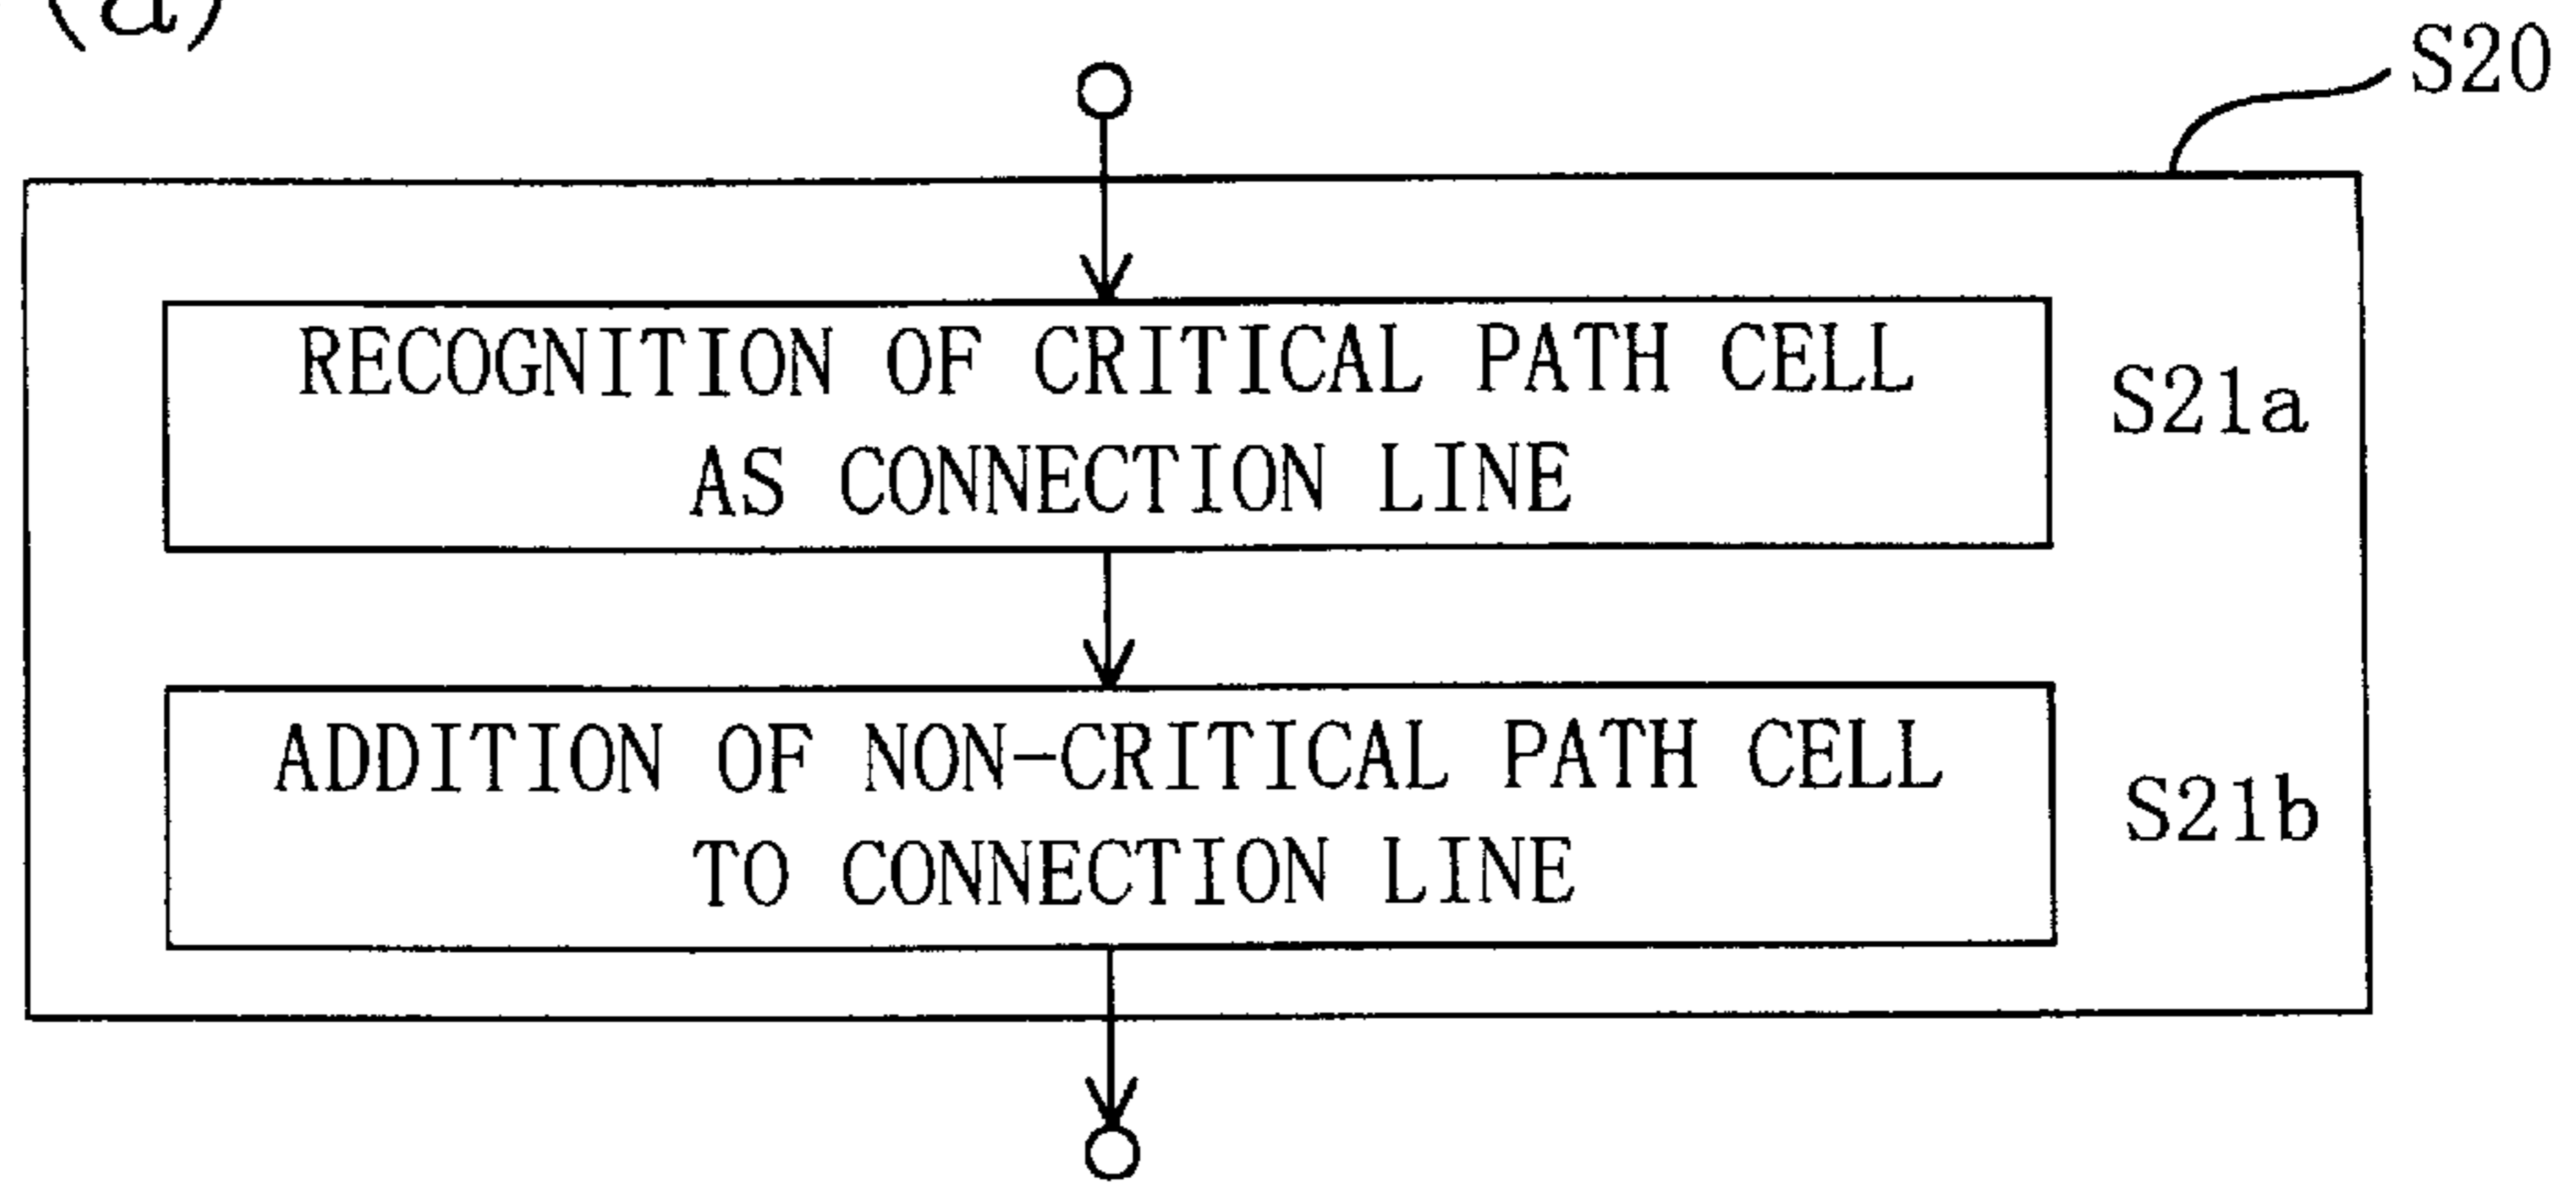 (a)
S20
RECOGNITION OF CRITICAL PATH CELL
AS CONNECTION LINE
S21a
ADDITION OF NON-CRITICAL PATH CELL
TO CONNECTION LINE
S21b